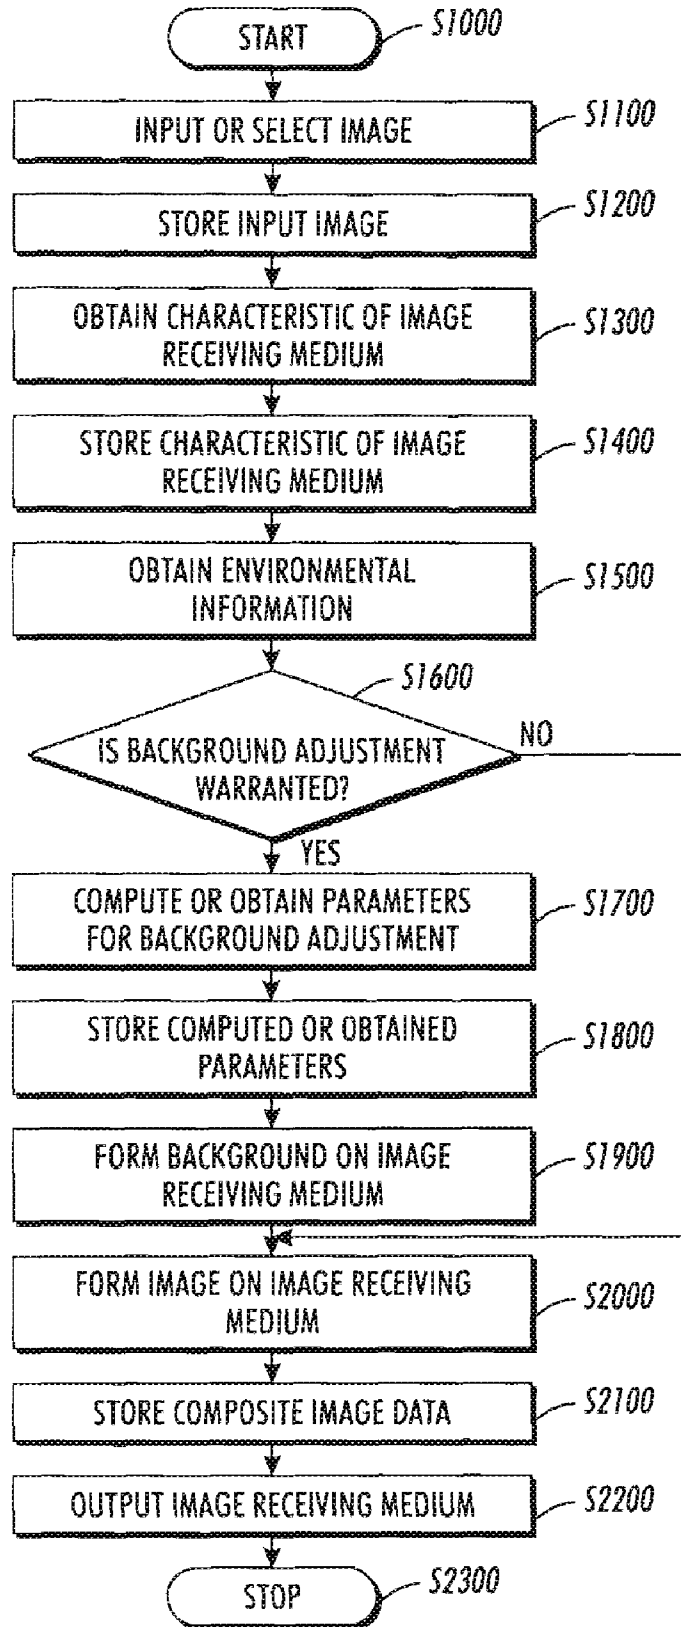 START
S1000
INPUT OR SELECT IMAGE
S1100
STORE INPUT IMAGE
S1200
OBTAIN CHARACTERISTIC OF IMAGE
RECEIVING MEDIUM
S1300
STORE CHARACTERISTIC OF IMAGE
RECEIVING MEDIUM
S1400
OBTAIN ENVIRONMENTAL
INFORMATION
S1500
S1600
IS BACKGROUND ADJUSTMENT
WARRANTED?
NO
YES
COMPUTE OR OBTAIN PARAMETERS
FOR BACKGROUND ADJUSTMENT
S1700
STORE COMPUTED OR OBTAINED
PARAMETERS
S1800
FORM BACKGROUND ON IMAGE
RECEIVING MEDIUM
S1900
FORM IMAGE ON IMAGE RECEIVING
MEDIUM
S2000
STORE COMPOSITE IMAGE DATA
S2100
OUTPUT IMAGE RECEIVING MEDIUM
S2200
STOP
S2300